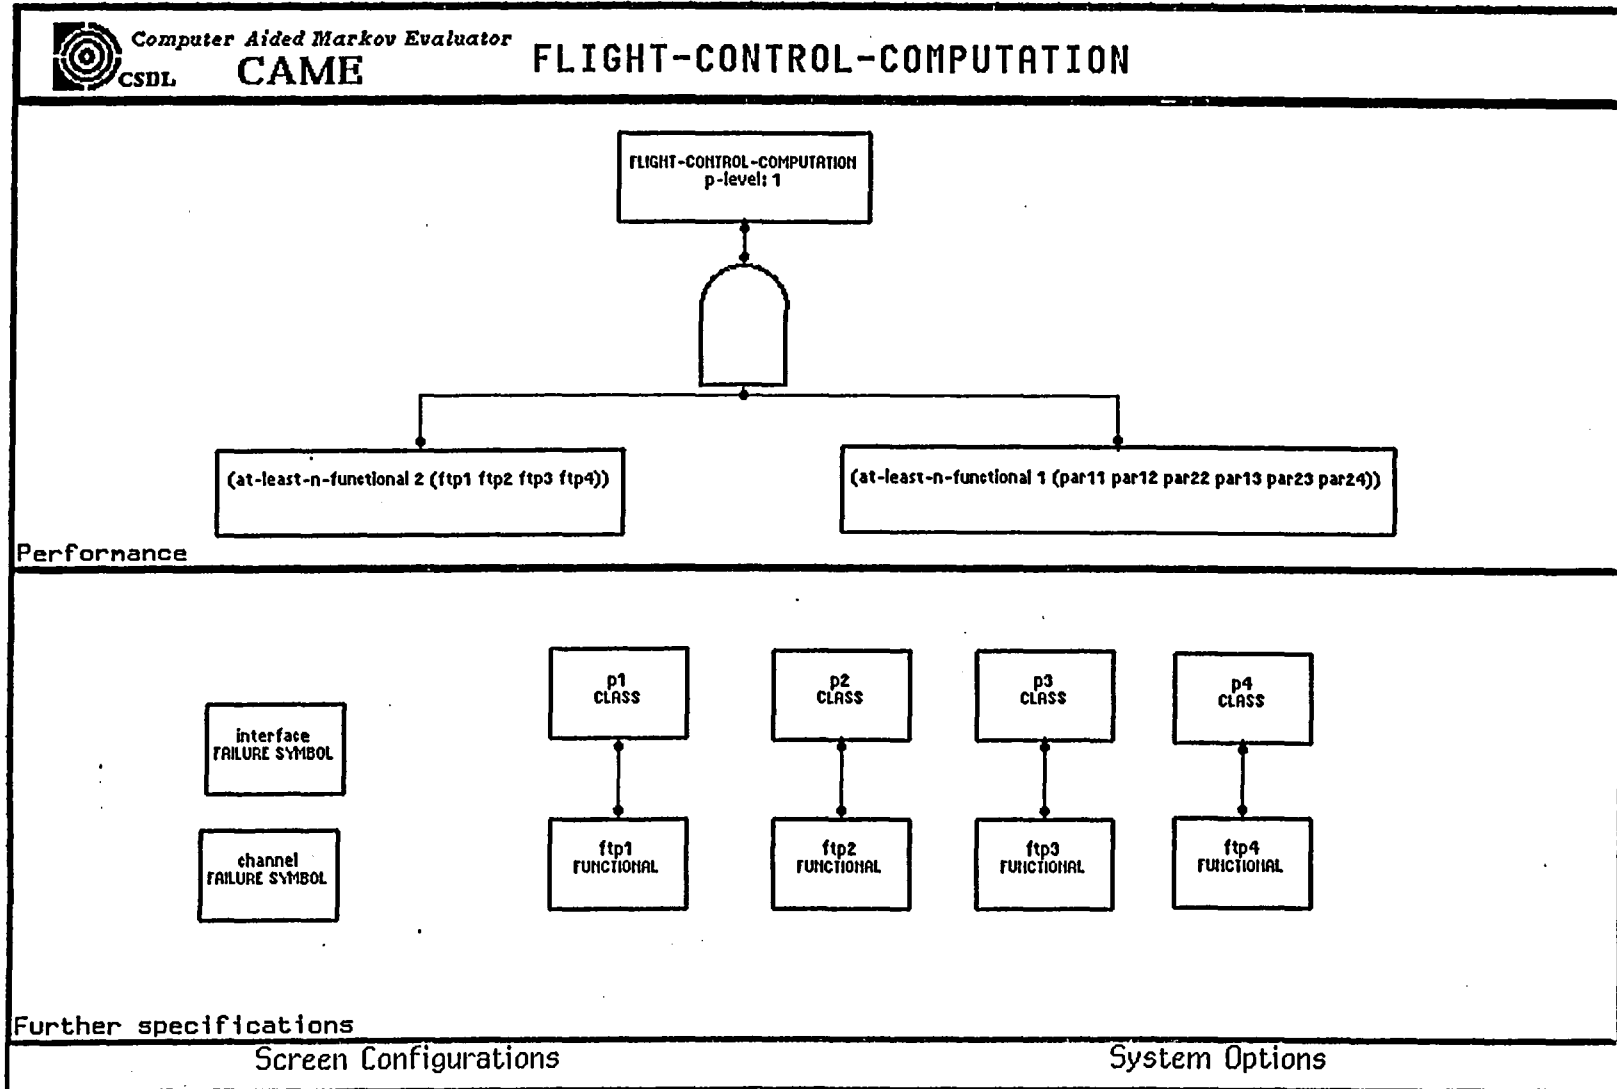 Computer Aided Markov Evaluator
CSDL CAME
FLIGHT-CONTROL-COMPUTATION
FLIGHT-CONTROL-COMPUTATION
p-level: 1
(at-least-n-functional 2 (ftp1 ftp2 ftp3 ftp4))
(at-least-n-functional 1 (par11 par12 par22 par13 par23 par24))
Performance
p1
CLASS
p2
CLASS
p3
CLASS
p4
CLASS
interface
FAILURE SYMBOL
channel
FAILURE SYMBOL
ftp1
FUNCTIONAL
ftp2
FUNCTIONAL
ftp3
FUNCTIONAL
ftp4
FUNCTIONAL
Further specifications
Screen Configurations
System Options